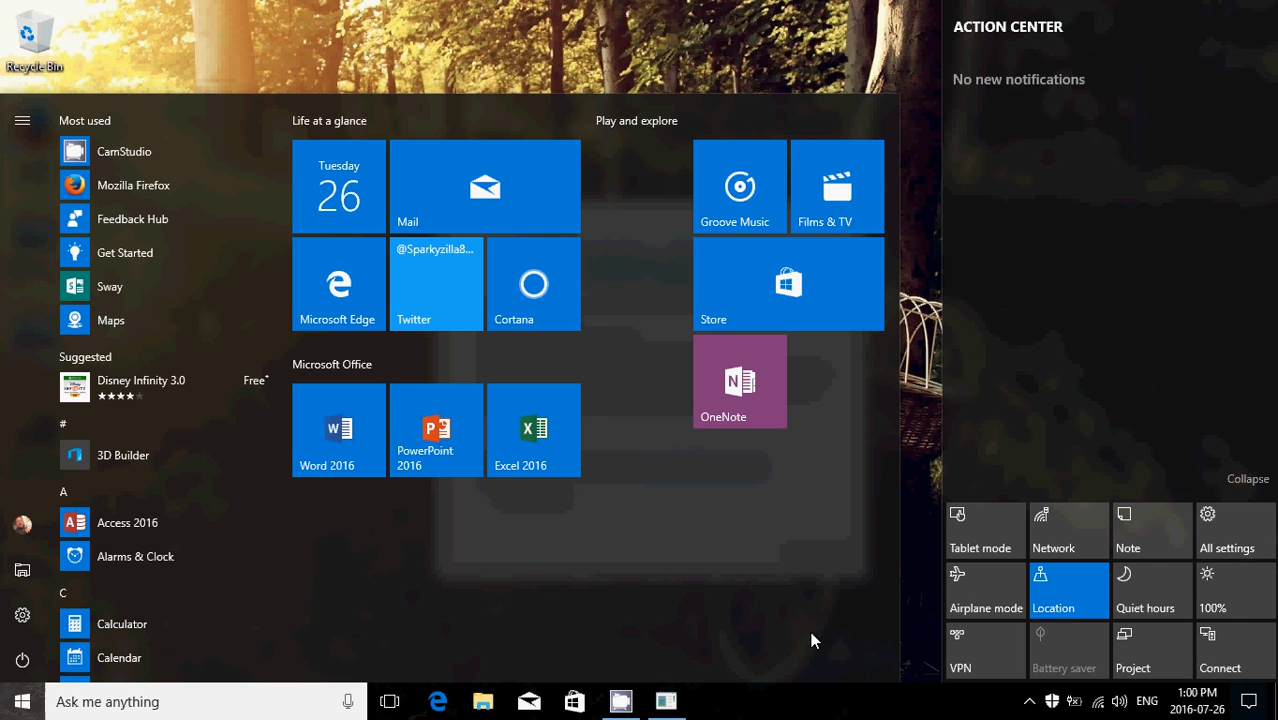 Recycle Bin
Most used
CamStudio
Mozilla Firefox
Feedback Hub
Get Started
Sway
Maps
Suggested
Disney Infinity 3.0
Free*
#
3D Builder
A
Access 2016
Alarms & Clock
C
Calculator
Calendar
Life at a glance
Tuesday
26
Mail
Microsoft Edge
@Sparkyzilla8...
Twitter
Cortana
Microsoft Office
Word 2016
PowerPoint
2016
Excel 2016
Play and explore
Groove Music
Films & TV
Store
OneNote
ACTION CENTER
No new notifications
Collapse
Tablet mode
Network
Note
All settings
Airplane mode
Location
Quiet hours
100%
VPN
Battery saver
Project
Connect
Ask me anything
ENG
1:00 PM
2016-07-26